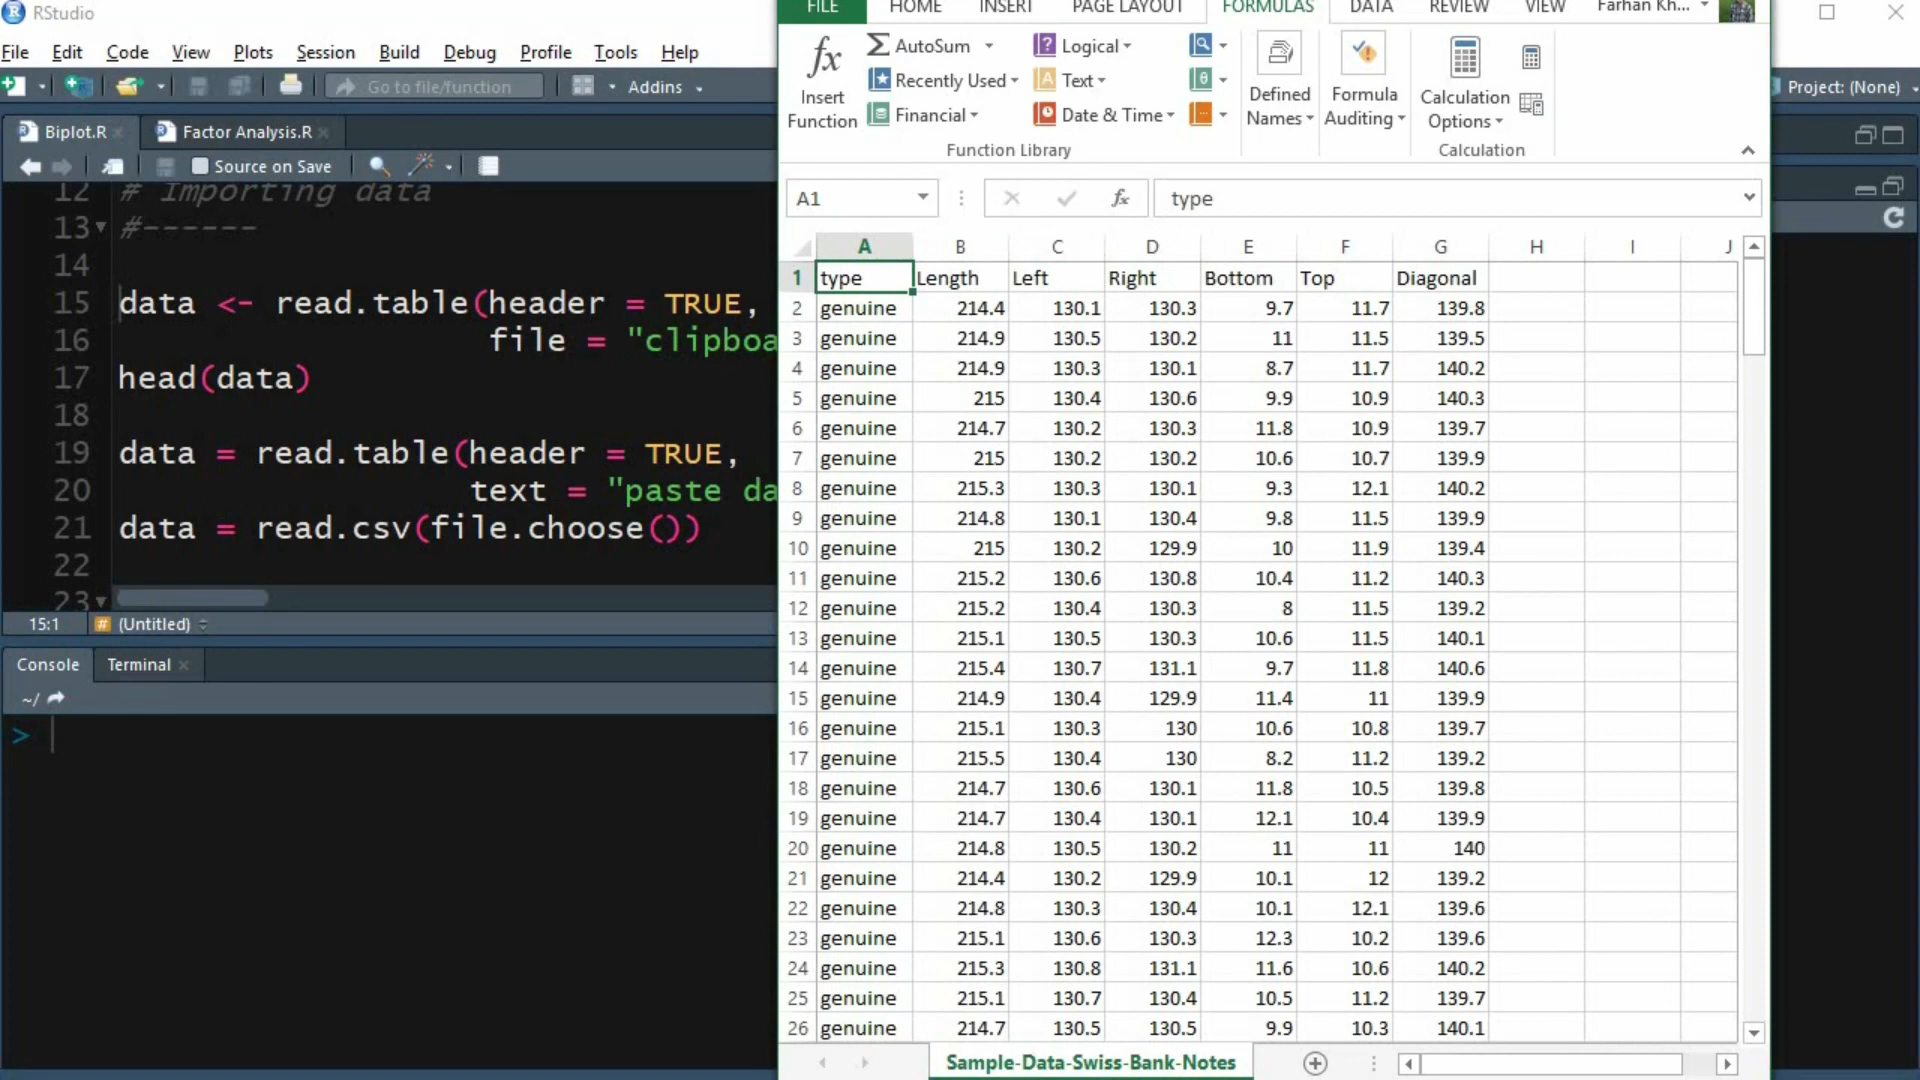 RStudio
File Edit Code View Plots Session Build Debug Profile Tools Help
Go to file/function Addins
Biplot.R Factor Analysis.R
Source on Save
12 # Importing data
13 #------
14
15 data <- read.table(header = TRUE,
16 file = "clipboa
17 head(data)
18
19 data = read.table(header = TRUE,
20 text = "paste da
21 data = read.csv(file.choose())
22
23
15:1 # (Untitled)
Console Terminal
~/
>
FILE HOME INSERT PAGE LAYOUT FORMULAS DATA REVIEW VIEW Farhan Kh...
fx Insert Function
AutoSum
Recently Used
Financial
Logical
Text
Date & Time
Defined Names
Formula Auditing
Calculation Options
Function Library Calculation
Project: (None)
A1 fx type
A B C D E F G H I J
1 type Length Left Right Bottom Top Diagonal
2 genuine 214.4 130.1 130.3 9.7 11.7 139.8
3 genuine 214.9 130.5 130.2 11 11.5 139.5
4 genuine 214.9 130.3 130.1 8.7 11.7 140.2
5 genuine 215 130.4 130.6 9.9 10.9 140.3
6 genuine 214.7 130.2 130.3 11.8 10.9 139.7
7 genuine 215 130.2 130.2 10.6 10.7 139.9
8 genuine 215.3 130.3 130.1 9.3 12.1 140.2
9 genuine 214.8 130.1 130.4 9.8 11.5 139.9
10 genuine 215 130.2 129.9 10 11.9 139.4
11 genuine 215.2 130.6 130.8 10.4 11.2 140.3
12 genuine 215.2 130.4 130.3 8 11.5 139.2
13 genuine 215.1 130.5 130.3 10.6 11.5 140.1
14 genuine 215.4 130.7 131.1 9.7 11.8 140.6
15 genuine 214.9 130.4 129.9 11.4 11 139.9
16 genuine 215.1 130.3 130 10.6 10.8 139.7
17 genuine 215.5 130.4 130 8.2 11.2 139.2
18 genuine 214.7 130.6 130.1 11.8 10.5 139.8
19 genuine 214.7 130.4 130.1 12.1 10.4 139.9
20 genuine 214.8 130.5 130.2 11 11 140
21 genuine 214.4 130.2 129.9 10.1 12 139.2
22 genuine 214.8 130.3 130.4 10.1 12.1 139.6
23 genuine 215.1 130.6 130.3 12.3 10.2 139.6
24 genuine 215.3 130.8 131.1 11.6 10.6 140.2
25 genuine 215.1 130.7 130.4 10.5 11.2 139.7
26 genuine 214.7 130.5 130.5 9.9 10.3 140.1
Sample-Data-Swiss-Bank-Notes